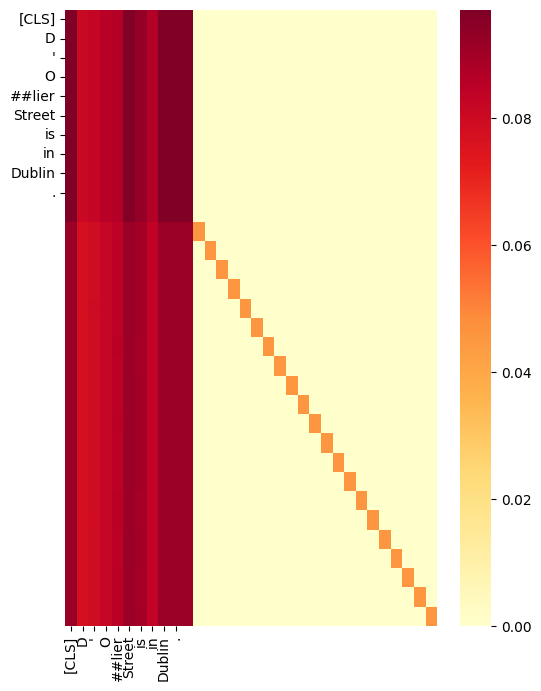 [CLS]
D
'
O
##lier
Street
is
in
Dublin
.
0.08
0.06
0.04
0.02
0.00
[CLS]
D
'
O
##lier
Street
is
in
Dublin
.